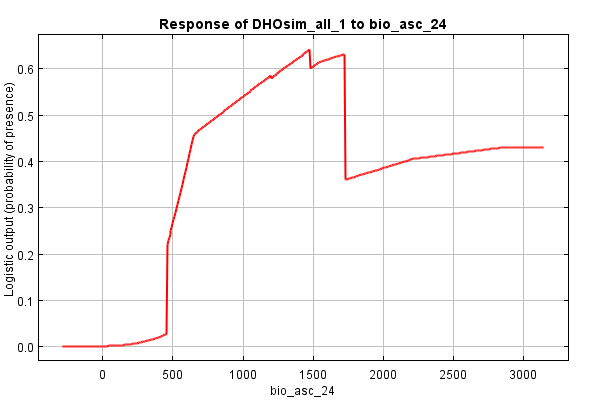 Response of DHOsim_all_1 to bio_asc_24
Logistic output (probability of presence)
0.6
0.5
0.4
0.3
0.2
0.1
0.0
0 500 1000 1500 2000 2500 3000
bio_asc_24